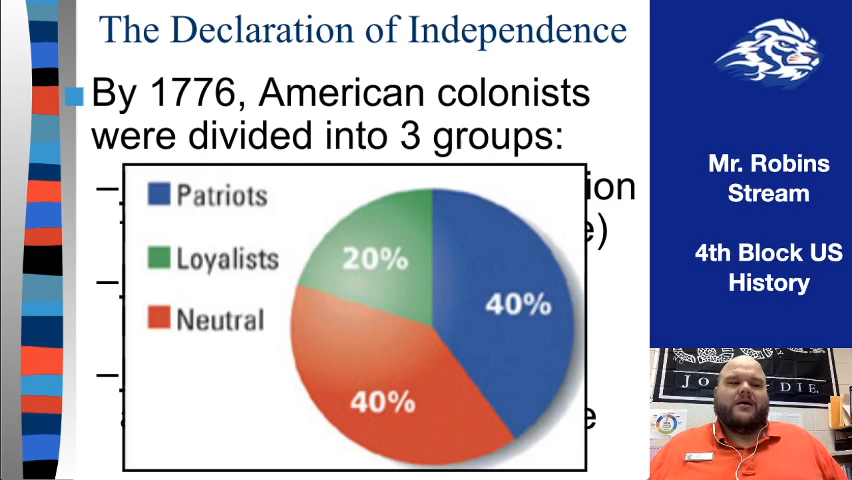 The Declaration of Independence
By 1776, American colonists
were divided into 3 groups:
Patriots
Loyalists
Neutral
20%
40%
40%
Mr. Robins
Stream
4th Block US
History
DIE.